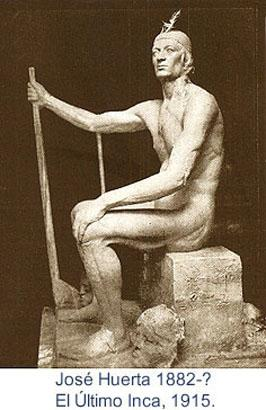 José Huerta 1882-?
El Último Inca, 1915.